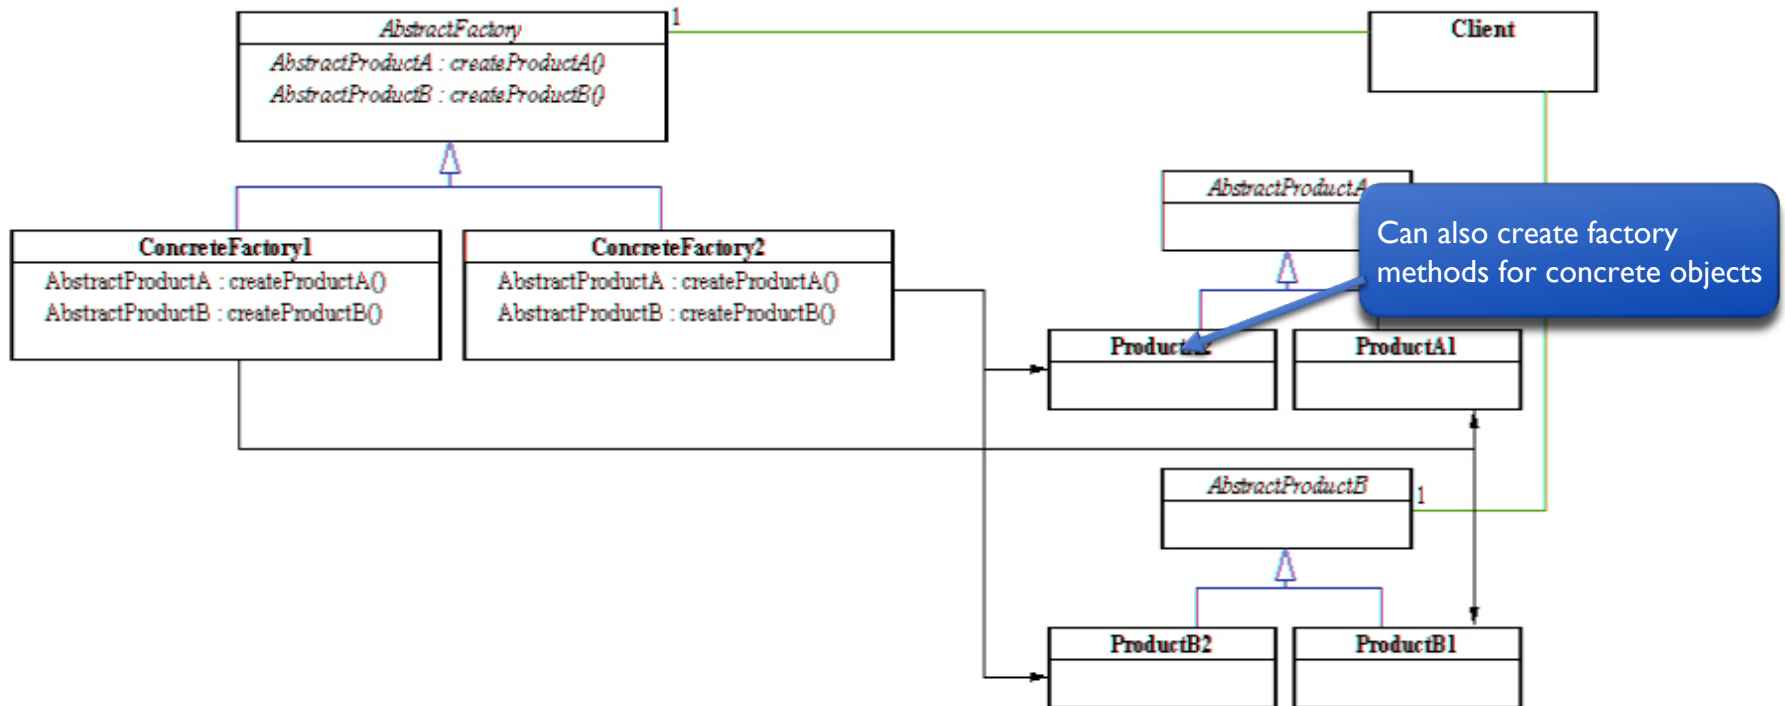 AbstractFactory
1
Client
AbstractProductA : createProductA()
AbstractProductB : createProductB()
AbstractProductA
Can also create factory
methods for concrete objects
ConcreteFactory1
ConcreteFactory2
AbstractProductA : createProductA()
AbstractProductB : createProductB()
AbstractProductA : createProductA()
AbstractProductB : createProductB()
ProductA2
ProductA1
AbstractProductB
1
ProductB2
ProductB1